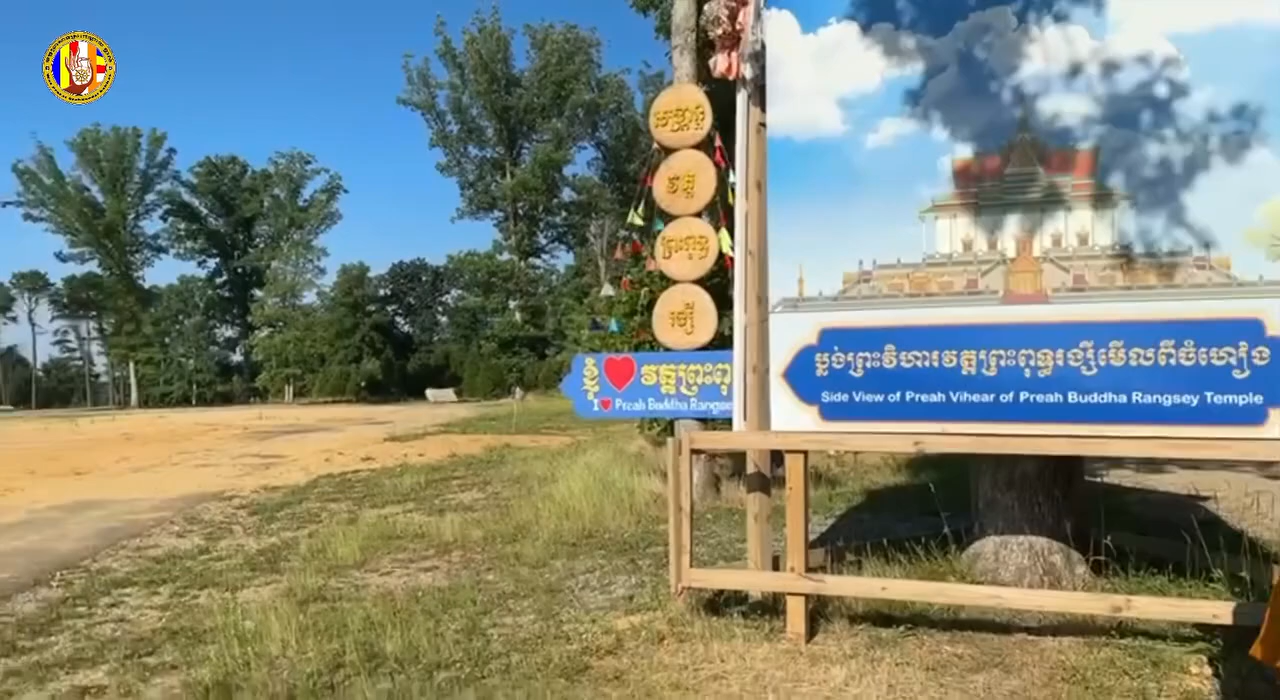 វត្ត
ព្រះពុទ្ធ
រង្សី
ខ្ញុំ ❤ វត្តព្រះពុ
I ❤ Preah Buddha Rangse
ប្លង់ព្រះវិហារវត្តព្រះពុទ្ធរង្សីមើលពីចំហៀង
Side View of Preah Vihear of Preah Buddha Rangsey Temple